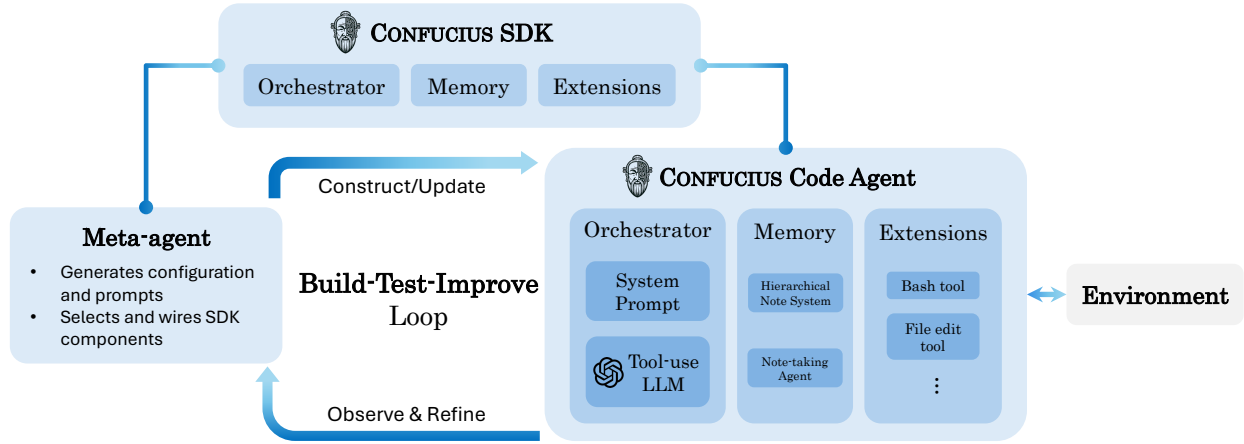 CONFUCIUS SDK
Orchestrator
Memory
Extensions
Construct/Update
Meta-agent
• Generates configuration
and prompts
• Selects and wires SDK
components
Build-Test-Improve
Loop
Observe & Refine
CONFUCIUS Code Agent
Orchestrator
System
Prompt
Tool-use
LLM
Memory
Hierarchical
Note System
Note-taking
Agent
Extensions
Bash tool
File edit
tool
⋮
Environment